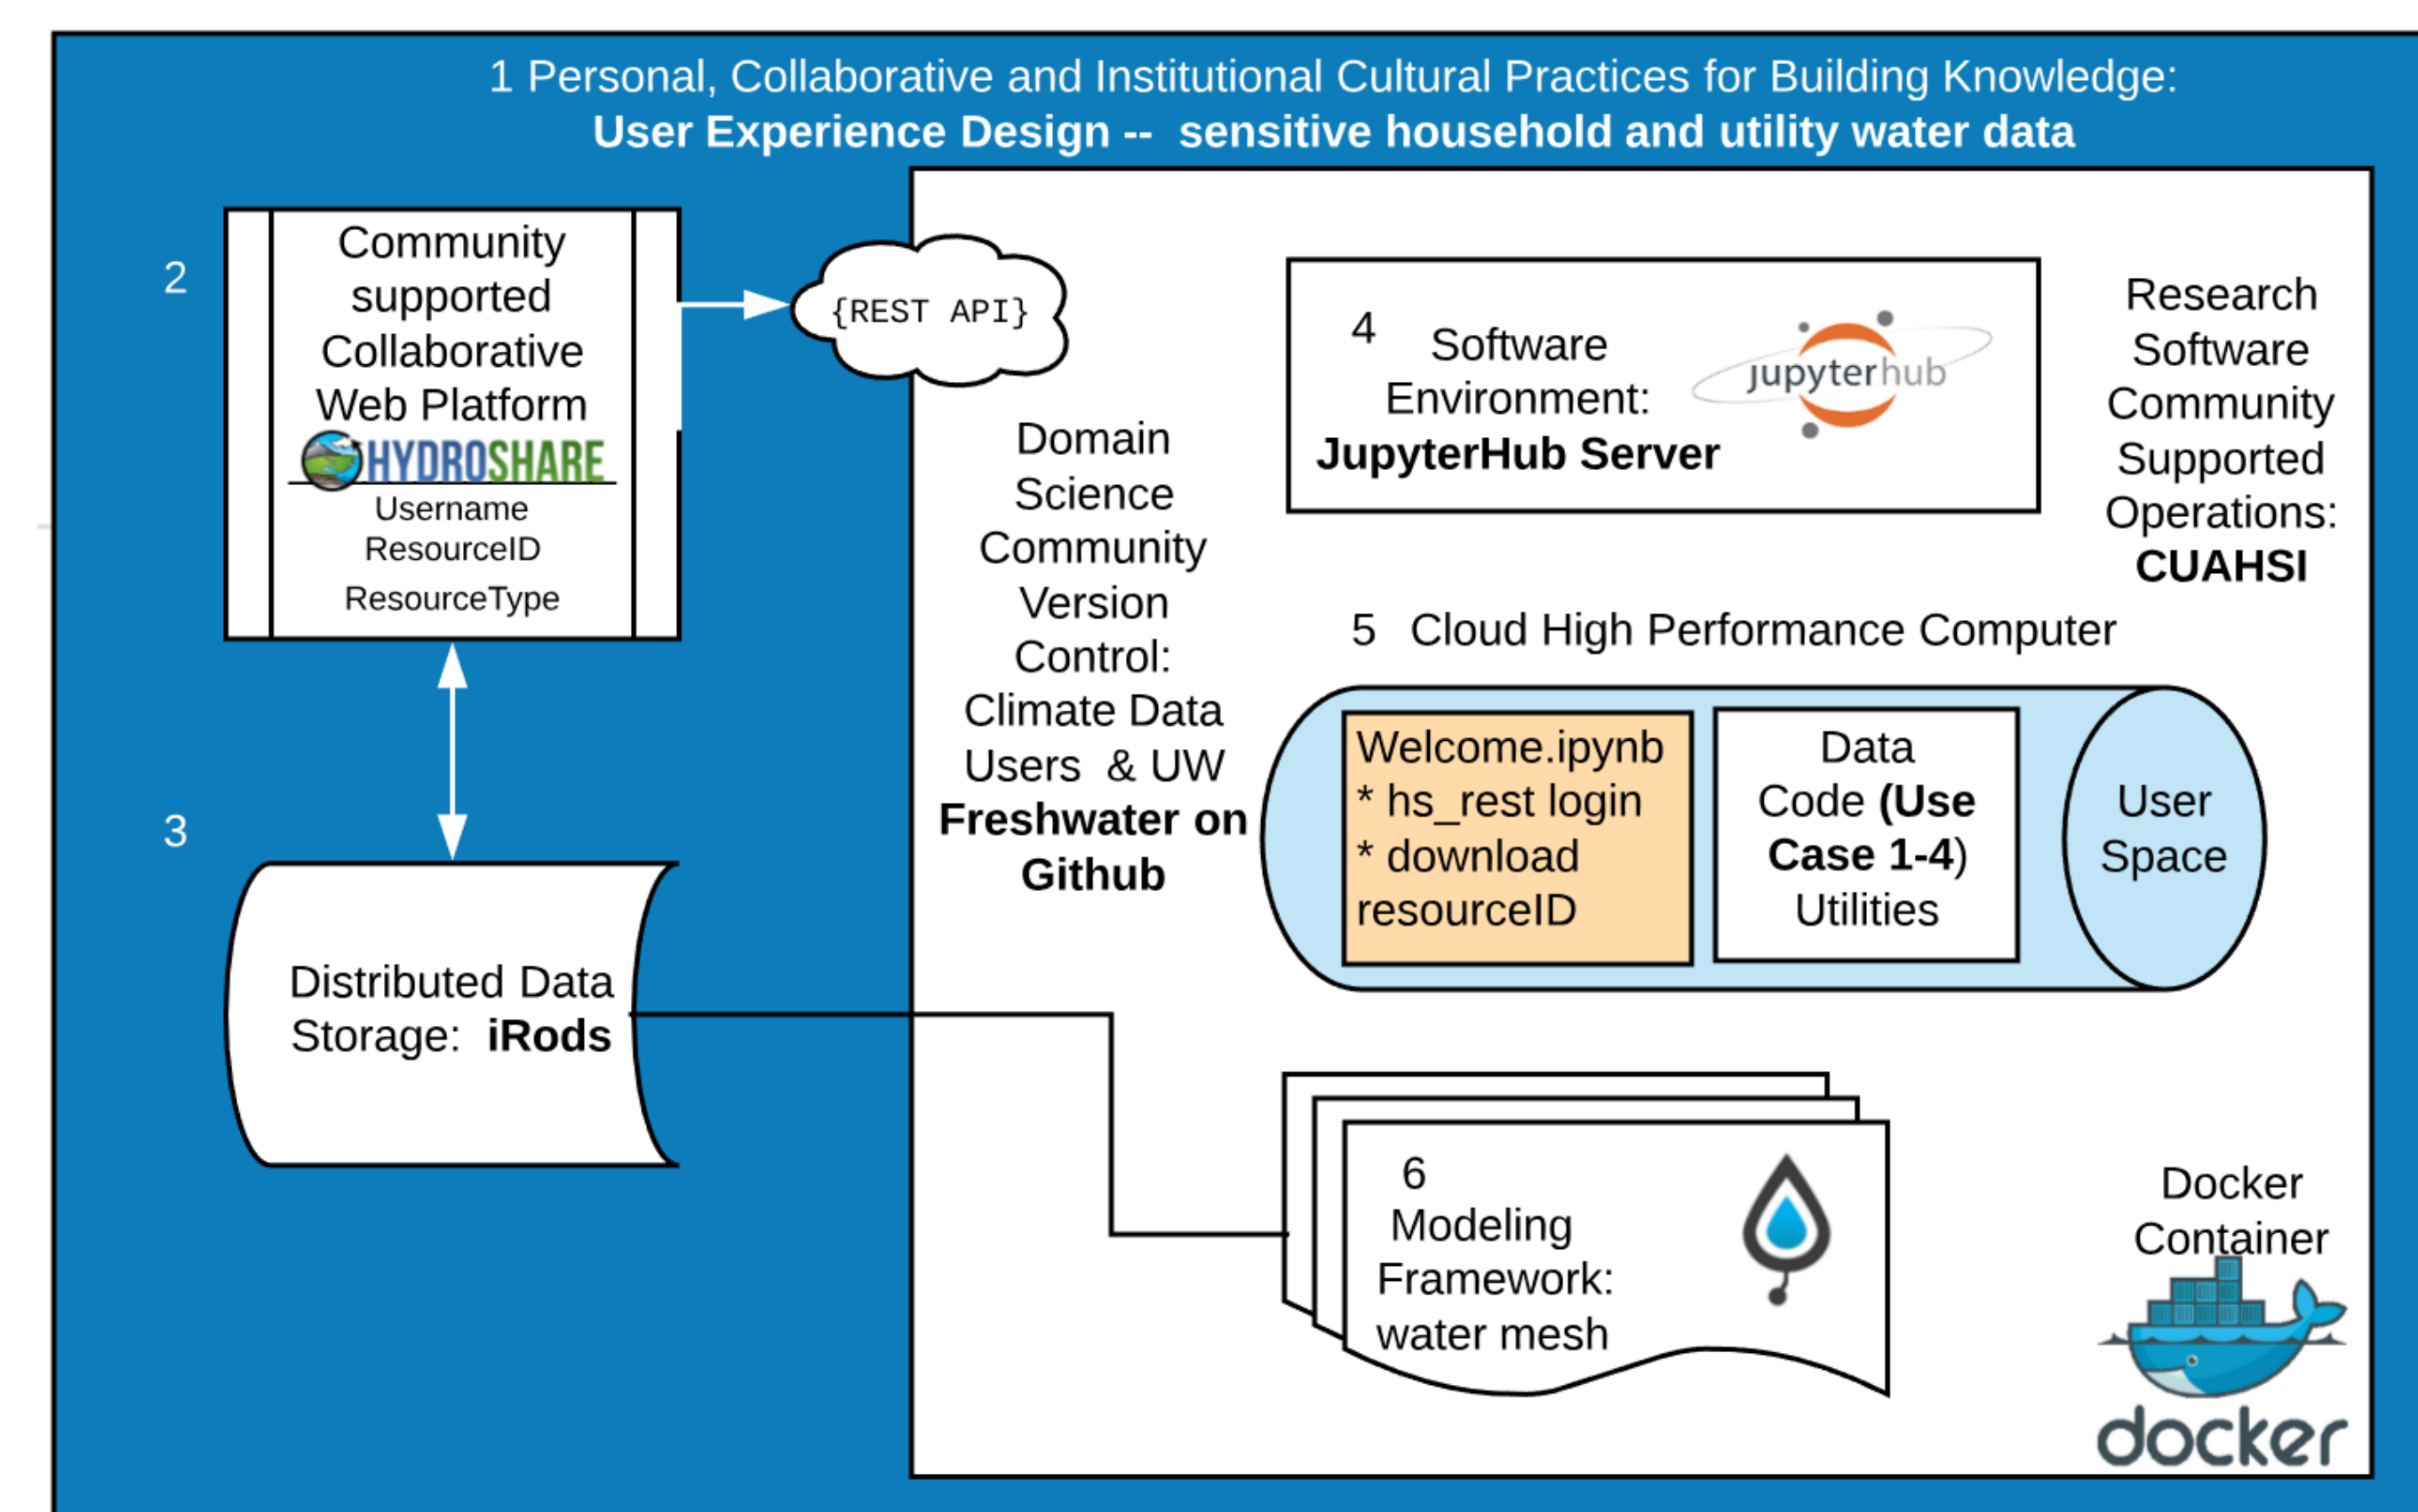 1 Personal, Collaborative and Institutional Cultural Practices for Building Knowledge:
User Experience Design -- sensitive household and utility water data
2
Community
supported
Collaborative
Web Platform
HYDROSHARE
Username
ResourceID
ResourceType
{REST API}
3
Distributed Data
Storage: iRods
Domain
Science
Community
Version
Control:
Climate Data
Users & UW
Freshwater on
Github
4
Software
Environment:
JupyterHub Server
jupyterhub
Research
Software
Community
Supported
Operations:
CUAHSI
5 Cloud High Performance Computer
Welcome.ipynb
* hs_rest login
* download
resourceID
Data
Code (Use
Case 1-4)
Utilities
User
Space
6
Modeling
Framework:
water mesh
Docker
Container
docker